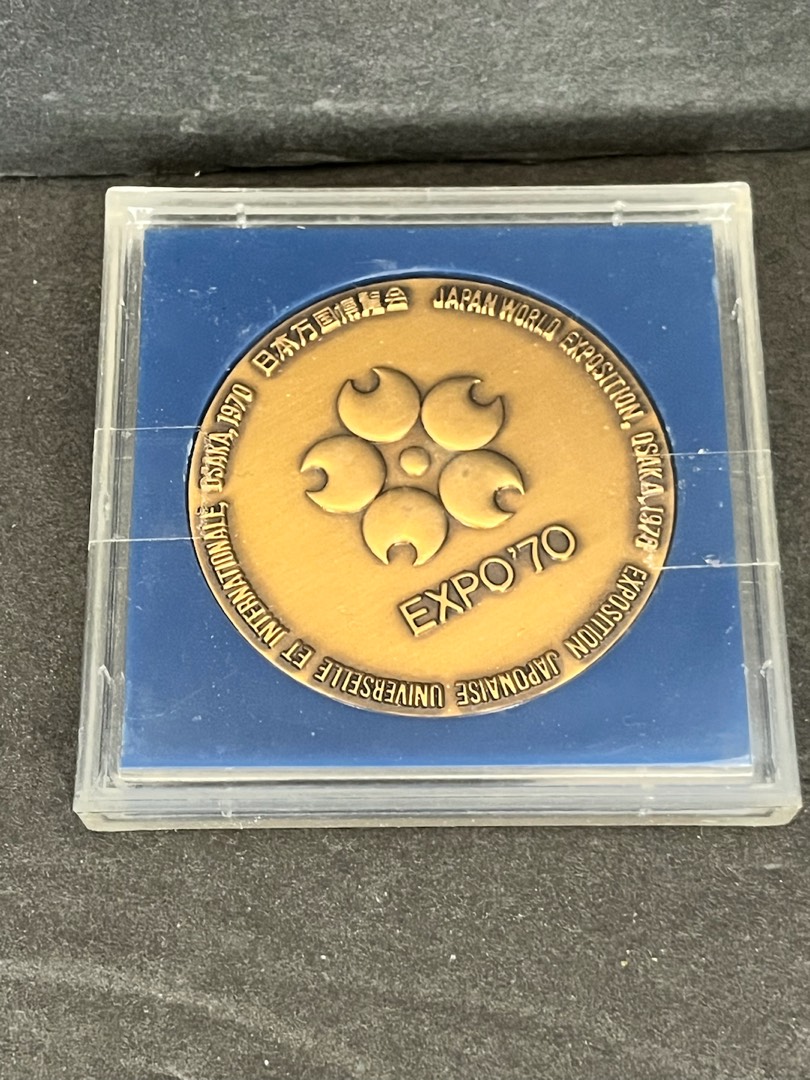 日本万国博覧会
JAPAN WORLD EXPOSITION, OSAKA, 1970
EXPOSITION JAPONAISE UNIVERSELLE ET INTERNATIONALE, OSAKA, 1970
EXPO'70